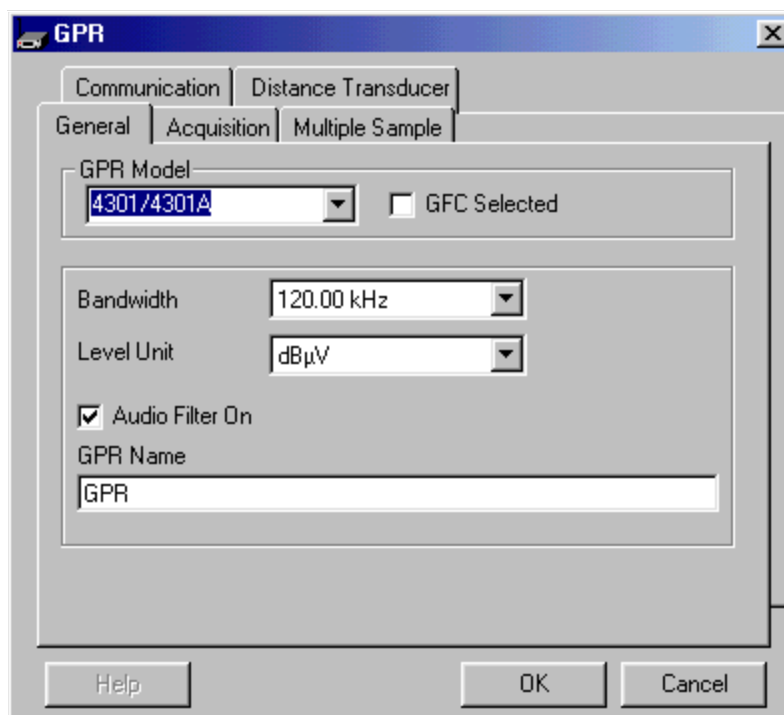 GPR
Communication Distance Transducer
General Acquisition Multiple Sample
GPR Model
4301/4301A GFC Selected
Bandwidth 120.00 kHz
Level Unit dBµV
Audio Filter On
GPR Name
GPR
Help OK Cancel